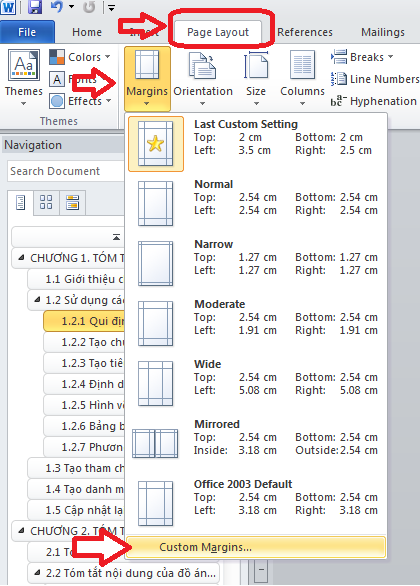 File Home Page Layout References Mailings
Themes
Colors
Effects
Themes
Margins Orientation Size Columns
Breaks
Line Numbers
Hyphenation
Navigation
Search Document
CHƯƠNG 1. TÓM T
1.1 Giới thiệu c
1.2 Sử dụng các
1.2.1 Qui địn
1.2.2 Tạo chư
1.2.3 Tạo tiê
1.2.4 Định d
1.2.5 Hình v
1.2.6 Bảng b
1.2.7 Phươn
1.3 Tạo tham ch
1.4 Tạo danh m
1.5 Cập nhật lạ
CHƯƠNG 2. TÓM T
2.1 Tó
2.2 Tóm tắt nội dung của đồ án...
Last Custom Setting
Top: 2 cm Bottom: 2 cm
Left: 3.5 cm Right: 2.5 cm
Normal
Top: 2.54 cm Bottom: 2.54 cm
Left: 2.54 cm Right: 2.54 cm
Narrow
Top: 1.27 cm Bottom: 1.27 cm
Left: 1.27 cm Right: 1.27 cm
Moderate
Top: 2.54 cm Bottom: 2.54 cm
Left: 1.91 cm Right: 1.91 cm
Wide
Top: 2.54 cm Bottom: 2.54 cm
Left: 5.08 cm Right: 5.08 cm
Mirrored
Top: 2.54 cm Bottom: 2.54 cm
Inside: 3.18 cm Outside: 2.54 cm
Office 2003 Default
Top: 2.54 cm Bottom: 2.54 cm
Left: 3.18 cm Right: 3.18 cm
Custom Margins...